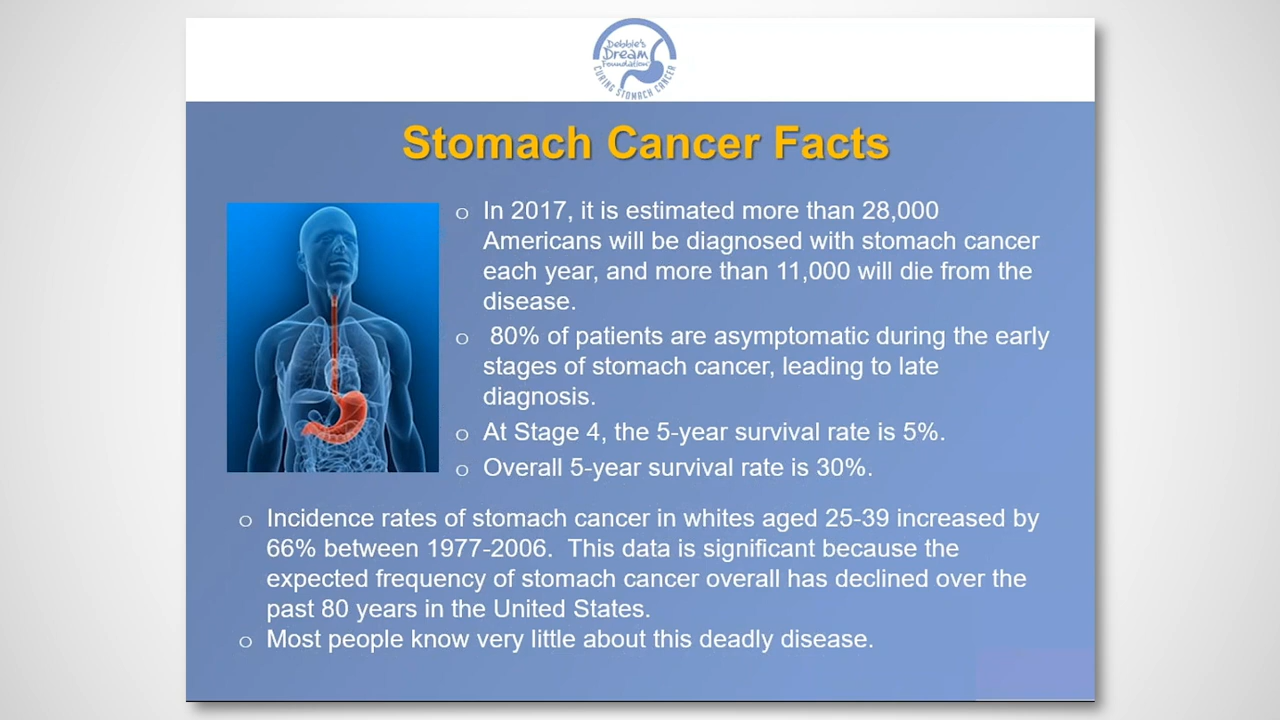 Debbie's
Dream
Foundation
CURING STOMACH CANCER
Stomach Cancer Facts
o In 2017, it is estimated more than 28,000
Americans will be diagnosed with stomach cancer
each year, and more than 11,000 will die from the
disease.
o 80% of patients are asymptomatic during the early
stages of stomach cancer, leading to late
diagnosis.
o At Stage 4, the 5-year survival rate is 5%.
o Overall 5-year survival rate is 30%.
o Incidence rates of stomach cancer in whites aged 25-39 increased by
66% between 1977-2006. This data is significant because the
expected frequency of stomach cancer overall has declined over the
past 80 years in the United States.
o Most people know very little about this deadly disease.